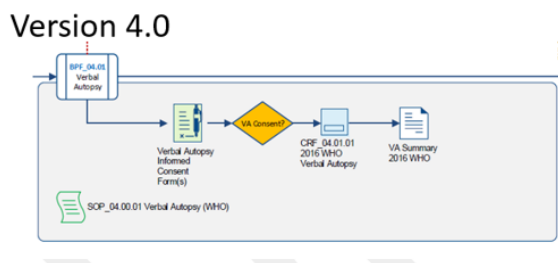 Version 4.0
BPF_04.01
Verbal
Autopsy
VA Consent?
Verbal Autopsy
Informed
Consent
Form(s)
CRF_04.01.01
2016 WHO
Verbal Autopsy
VA Summary
2016 WHO
SOP_04.00.01 Verbal Autopsy (WHO)